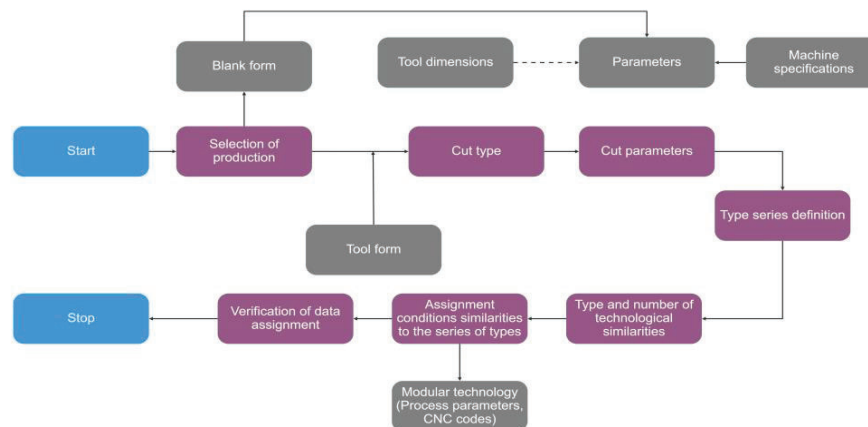 Blank form
Tool dimensions
Parameters
Machine
specifications
Start
Selection of
production
Cut type
Cut parameters
Type series definition
Tool form
Stop
Verification of data
assignment
Assignment
conditions similarities
to the series of types
Type and number of
technological
similarities
Modular technology
(Process parameters,
CNC codes)